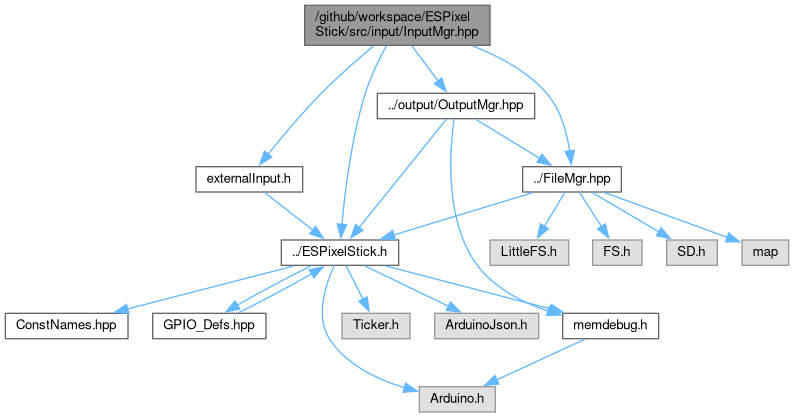 /github/workspace/ESPixel
Stick/src/input/InputMgr.hpp
../output/OutputMgr.hpp
externalInput.h
../FileMgr.hpp
../ESPixelStick.h
LittleFS.h
FS.h
SD.h
map
ConstNames.hpp
GPIO_Defs.hpp
Ticker.h
ArduinoJson.h
memdebug.h
Arduino.h